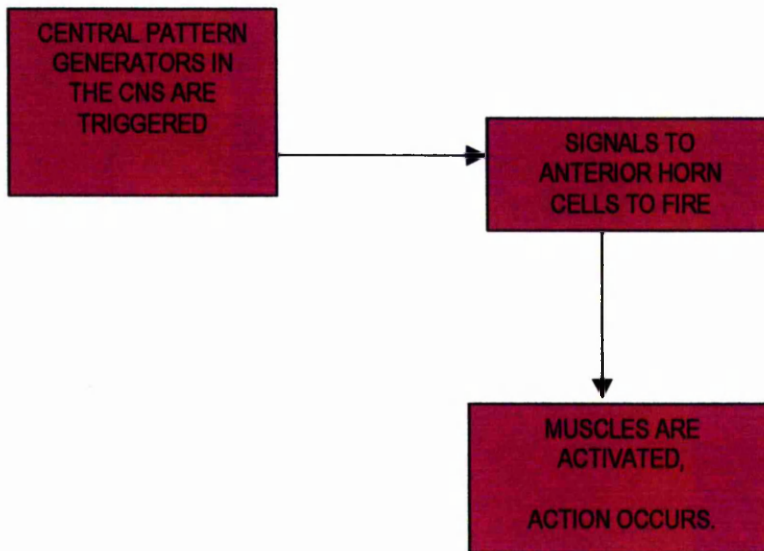 CENTRAL PATTERN
GENERATORS IN
THE CNS ARE
TRIGGERED
SIGNALS TO
ANTERIOR HORN
CELLS TO FIRE
MUSCLES ARE
ACTIVATED,
ACTION OCCURS.